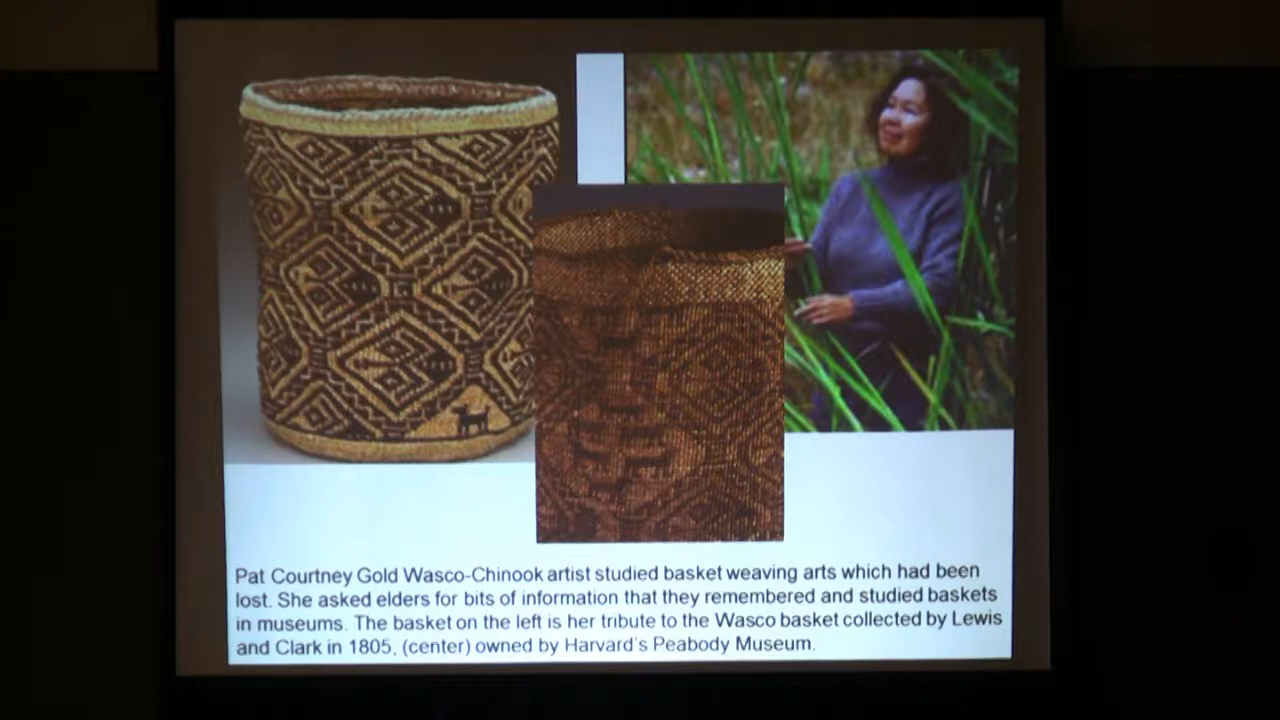 Pat Courtney Gold Wasco-Chinook artist studied basket weaving arts which had been
lost. She asked elders for bits of information that they remembered and studied baskets
in museums. The basket on the left is her tribute to the Wasco basket collected by Lewis
and Clark in 1805, (center) owned by Harvard's Peabody Museum.